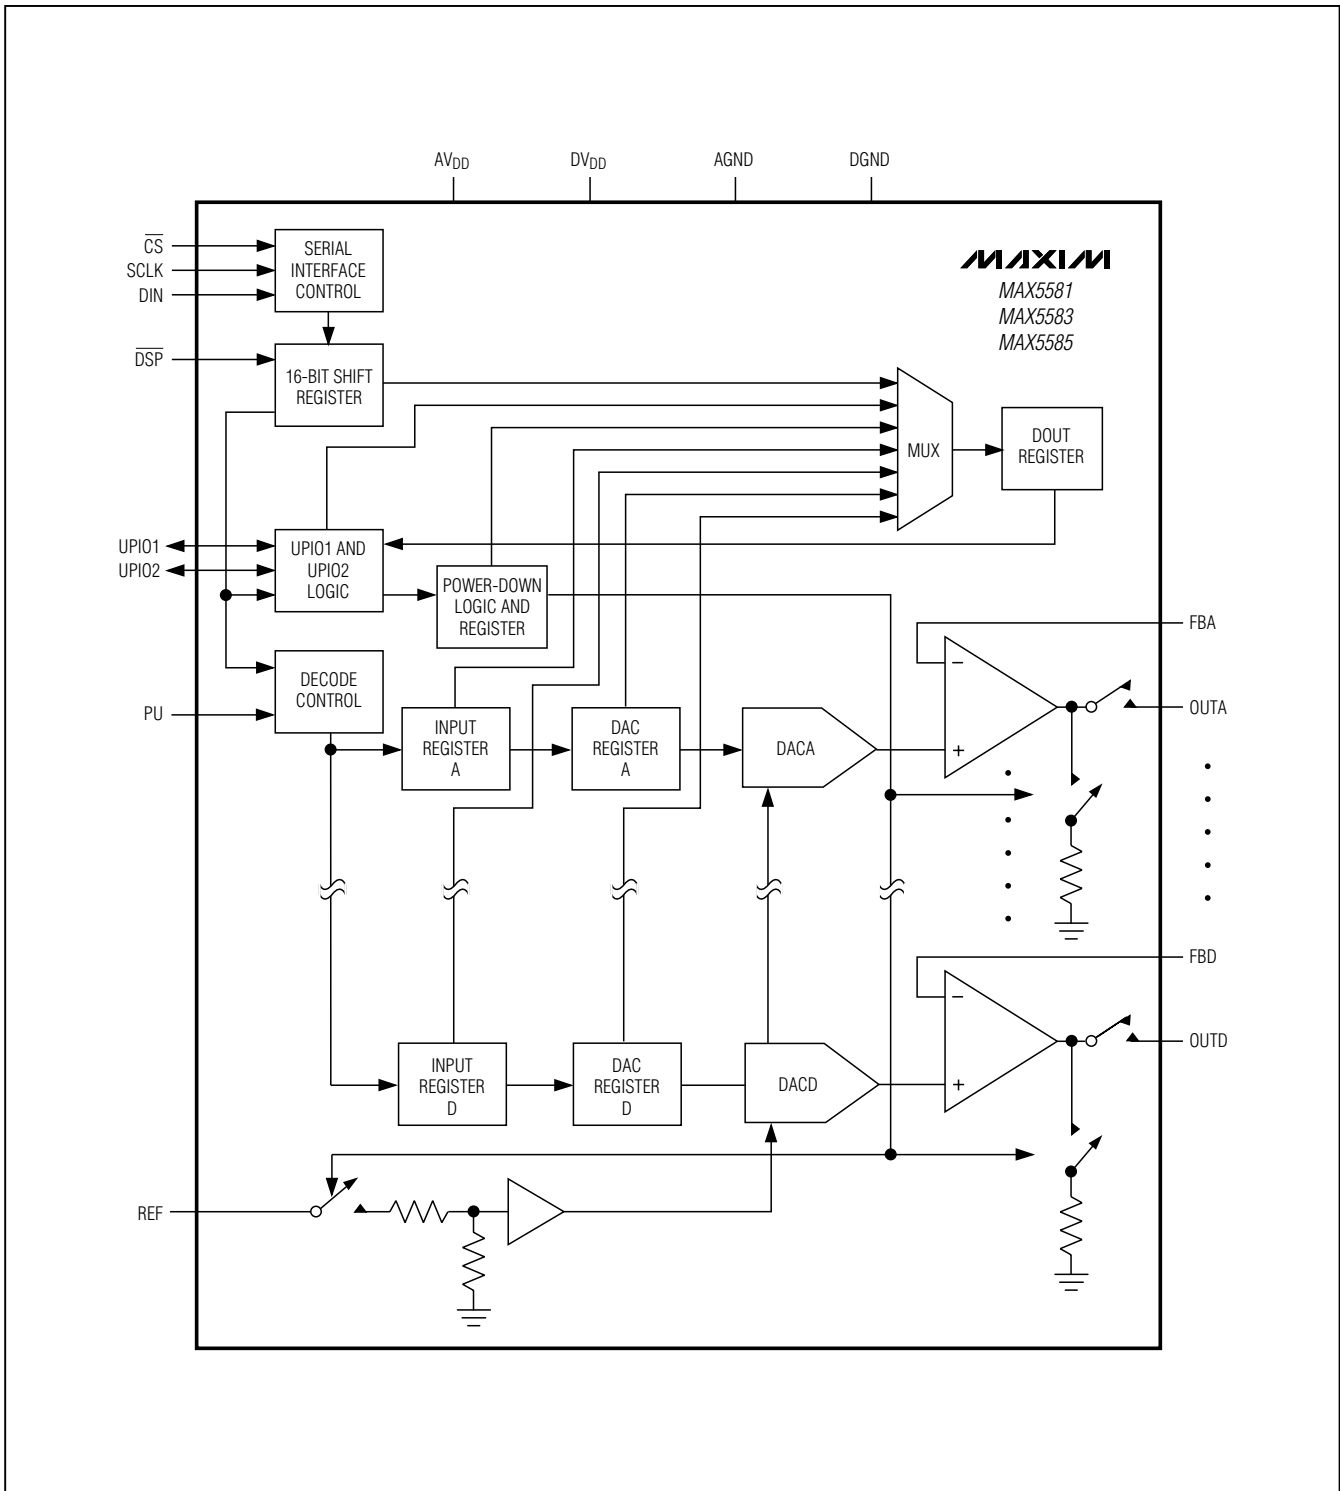 AVDD DVDD AGND DGND
CS
SCLK
DIN
SERIAL
INTERFACE
CONTROL
MAXIM
MAX5581
MAX5583
MAX5585
DSP
16-BIT SHIFT
REGISTER
MUX
DOUT
REGISTER
UPIO1
UPIO2
UPIO1 AND
UPIO2
LOGIC
POWER-DOWN
LOGIC AND
REGISTER
FBA
DECODE
CONTROL
PU
INPUT
REGISTER
A
DAC
REGISTER
A
DACA
−
+
OUTA
FBD
INPUT
REGISTER
D
DAC
REGISTER
D
DACD
−
+
OUTD
REF